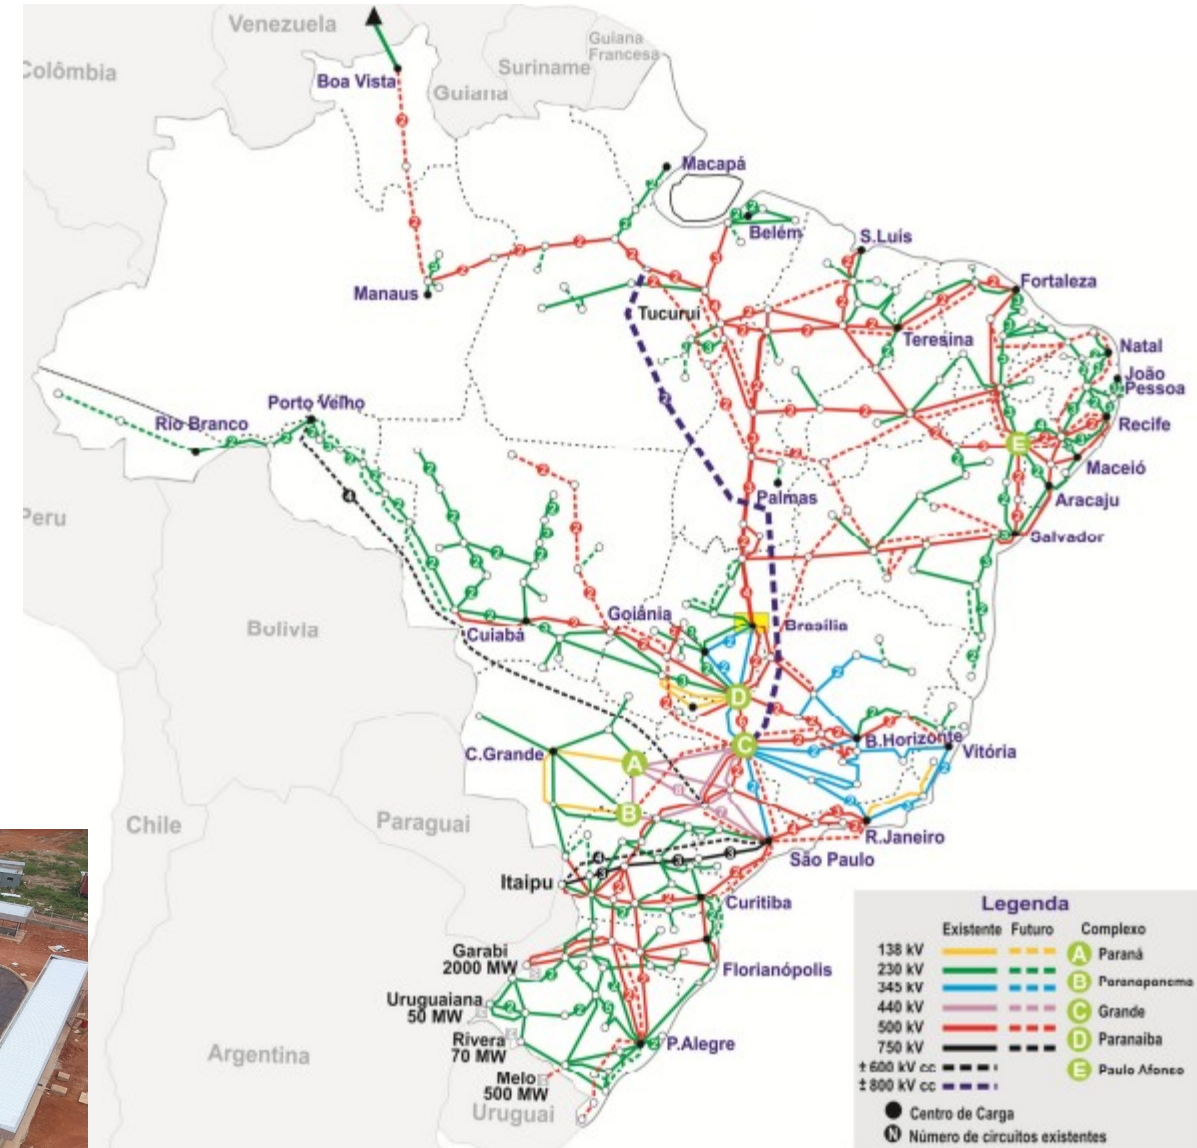 Venezuela
Guiana
Francesa
Suriname
Colômbia
Boa Vista
Guiana
Macapá
Belém
S.Luís
Manaus
Fortaleza
Tucuruí
Teresina
Natal
João
Pessoa
Porto Velho
Rio Branco
Recife
Maceió
Palmas
Aracaju
Peru
Salvador
Goiânia
Brasília
Cuiabá
Bolívia
D
B.Horizonte
Vitória
C
C.Grande
A
B
E
Chile
Paraguai
R.Janeiro
São Paulo
Itaipu
Curitiba
Garabi
2000 MW
Florianópolis
Uruguaiana
50 MW
Rivera
70 MW
P.Alegre
Argentina
Melo
500 MW
Uruguai
Legenda
Existente Futuro Complexo
138 kV A Paraná
230 kV B Paranapanema
345 kV
440 kV C Grande
500 kV D Paranaíba
750 kV
±600 kV cc E Paulo Afonso
±800 kV cc
Centro de Carga
N Número de circuitos existentes